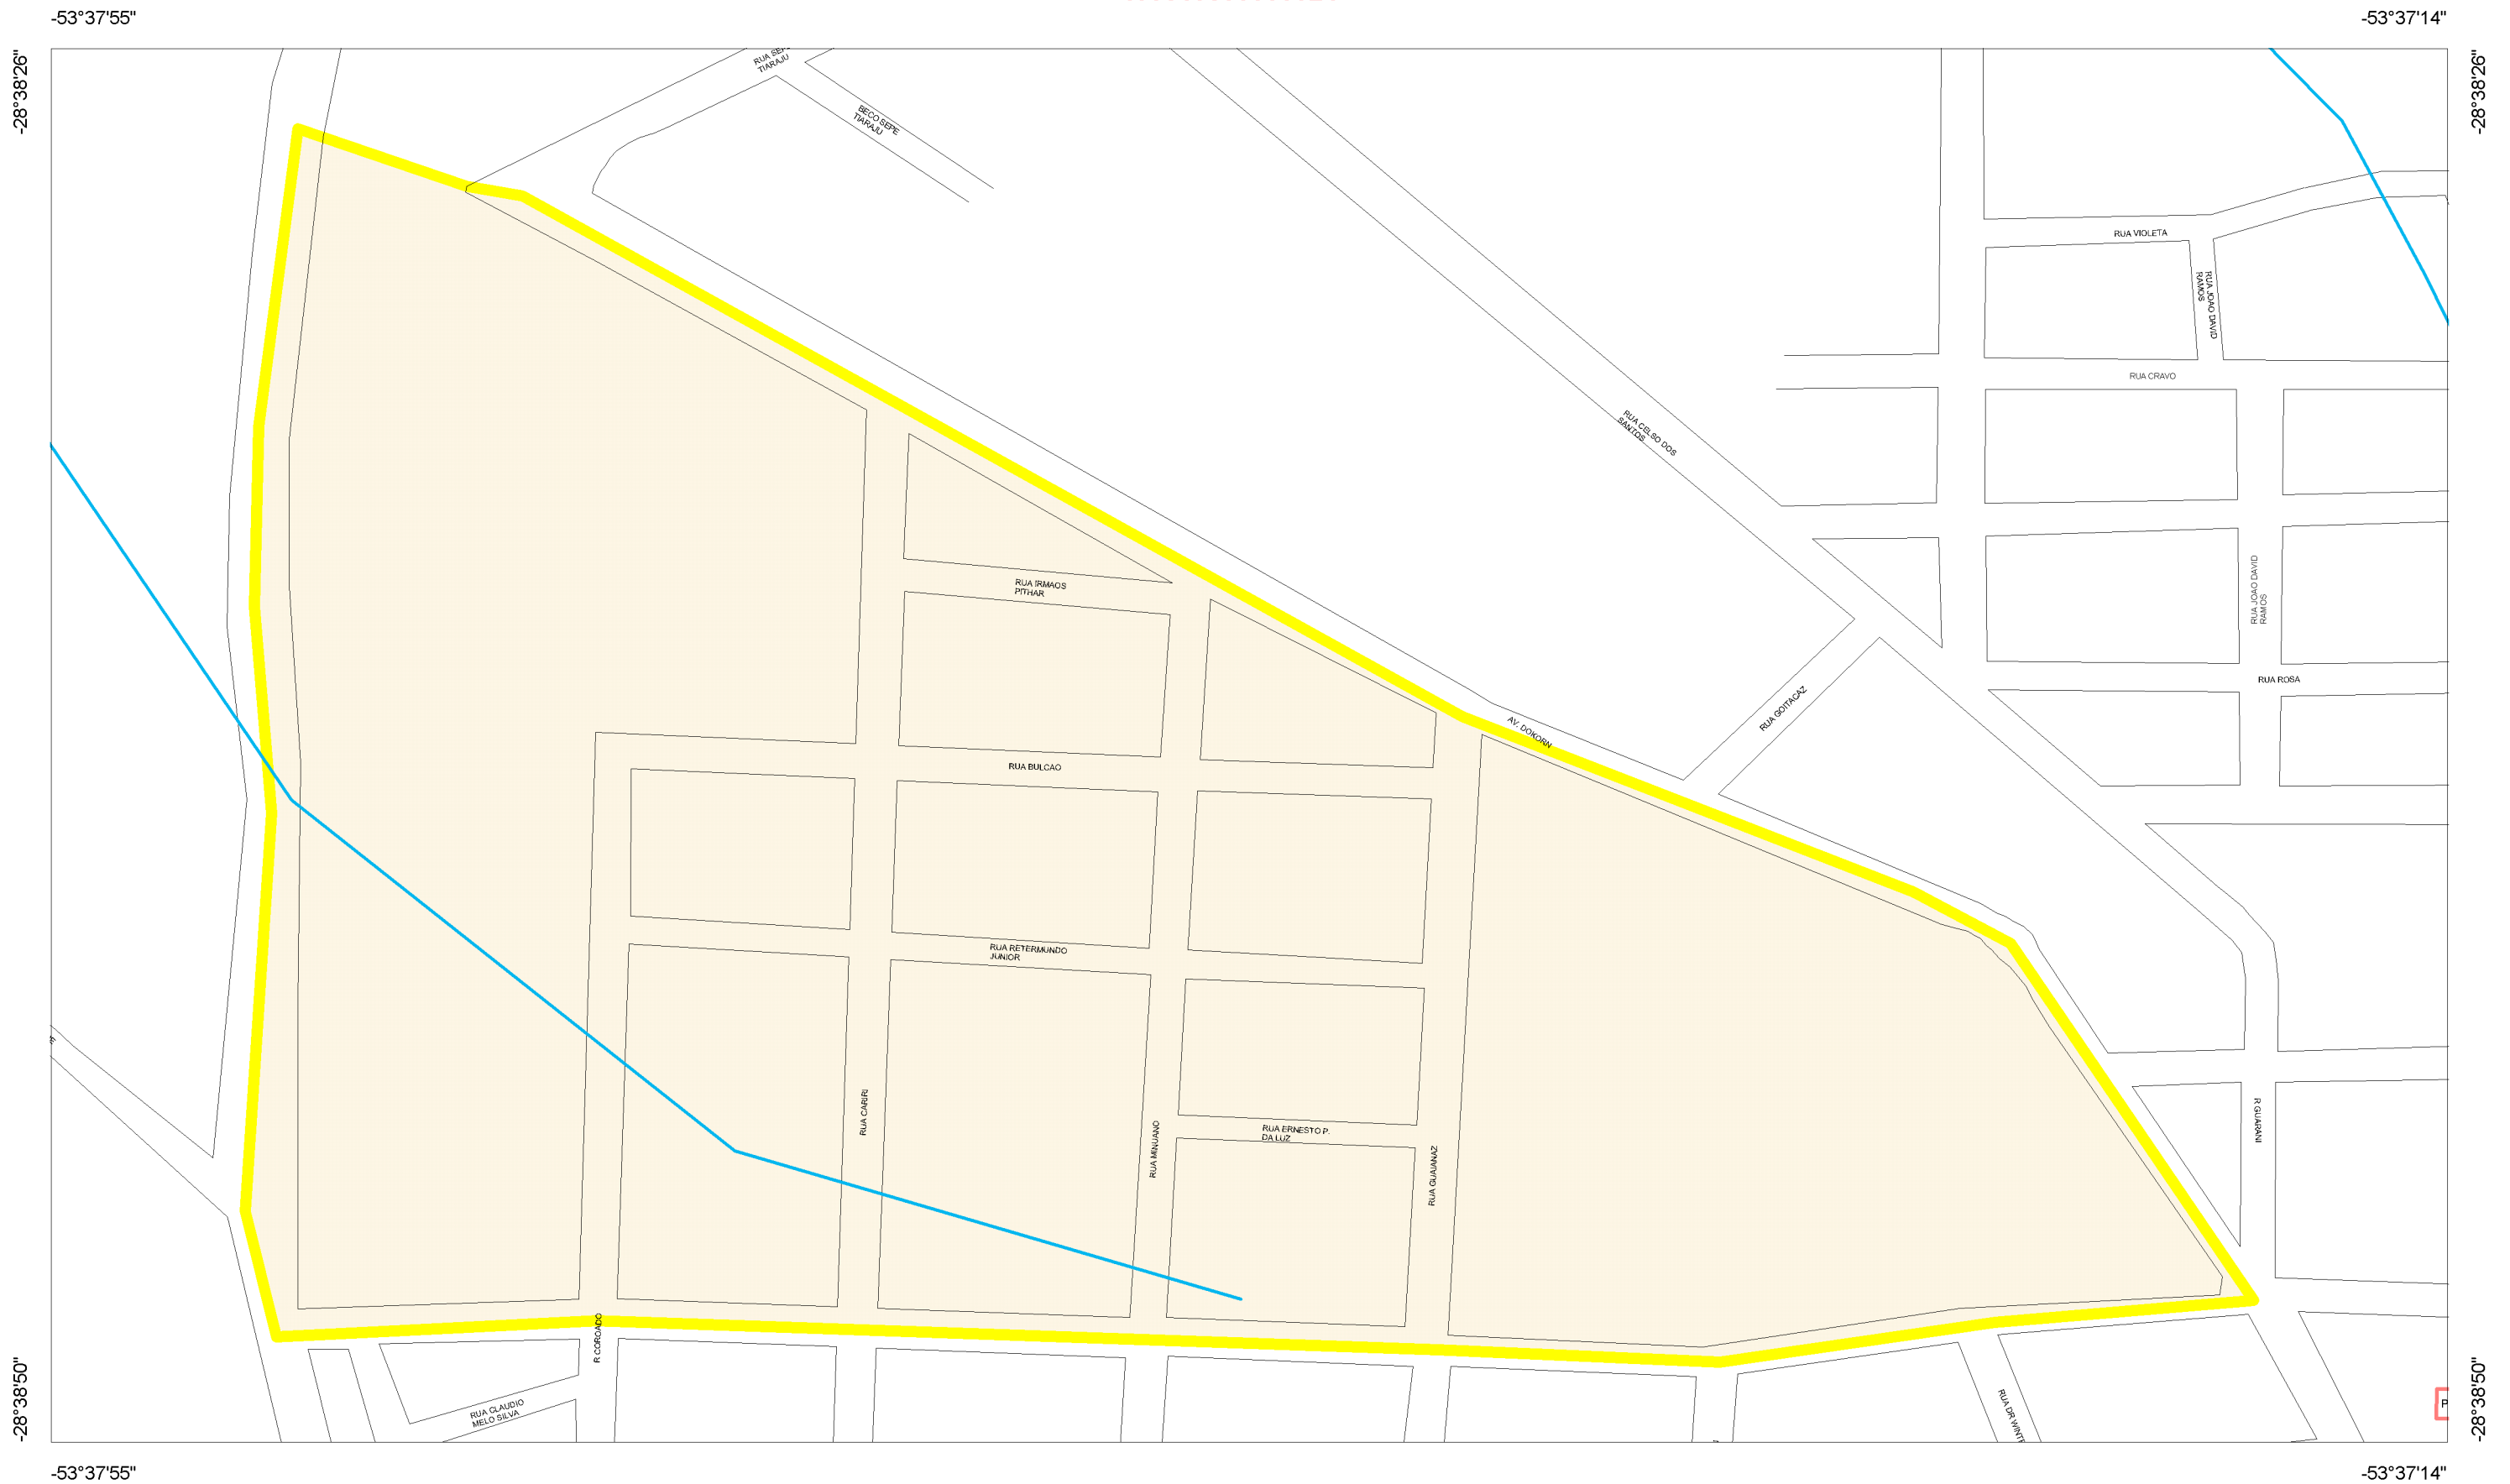 -53°37'55"
-53°37'14"
-28°38'26"
-28°38'26"
RUA SEPE
TIARAJU
BECO SEPE
TIARAJU
RUA VIOLETA
RUA JOAO DAVID
RAMOS
RUA CRAVO
RUA CELSO DOS
SANTOS
RUA IRMAOS
PITHAR
RUA JOAO DAVID
RAMOS
RUA ROSA
RUA GOITACAZ
AV. DOKORN
RUA BULCAO
RUA RETERMUNDO
JUNIOR
RUA CARIRI
RUA MINUANO
RUA ERNESTO P.
DA LUZ
RUA GUAIANAZ
R GUARANI
R COROADO
RUA CLAUDIO
MELO SILVA
RUA DR WINT
P
-28°38'50"
-28°38'50"
-53°37'55"
-53°37'14"